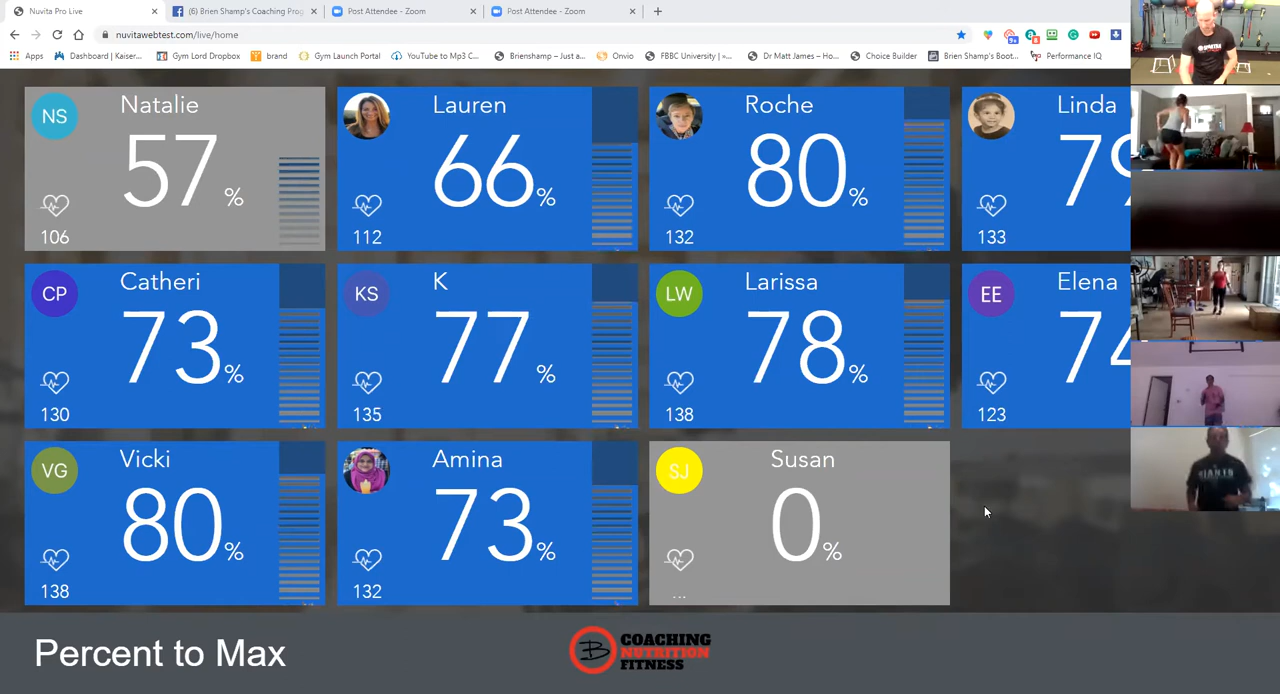 Nuvita Pro Live
(6) Brien Shamp's Coaching Prog
Post Attendee - Zoom
Post Attendee - Zoom
nuvitawebtest.com/live/home
Apps
Dashboard | Kaiser...
Gym Lord Dropbox
brand
Gym Launch Portal
YouTube to Mp3 C...
Brienshamp – Just a...
Onvio
FBBC University | »...
Dr Matt James – Ho...
Choice Builder
Brien Shamp's Boot...
Performance IQ
NS
Natalie
57%
106
Lauren
66%
112
Roche
80%
132
Linda
79
133
CP
Catheri
73%
130
KS
K
77%
135
LW
Larissa
78%
138
EE
Elena
74
123
VG
Vicki
80%
138
Amina
73%
132
SJ
Susan
0%
...
Percent to Max
B
COACHING
NUTRITION
FITNESS